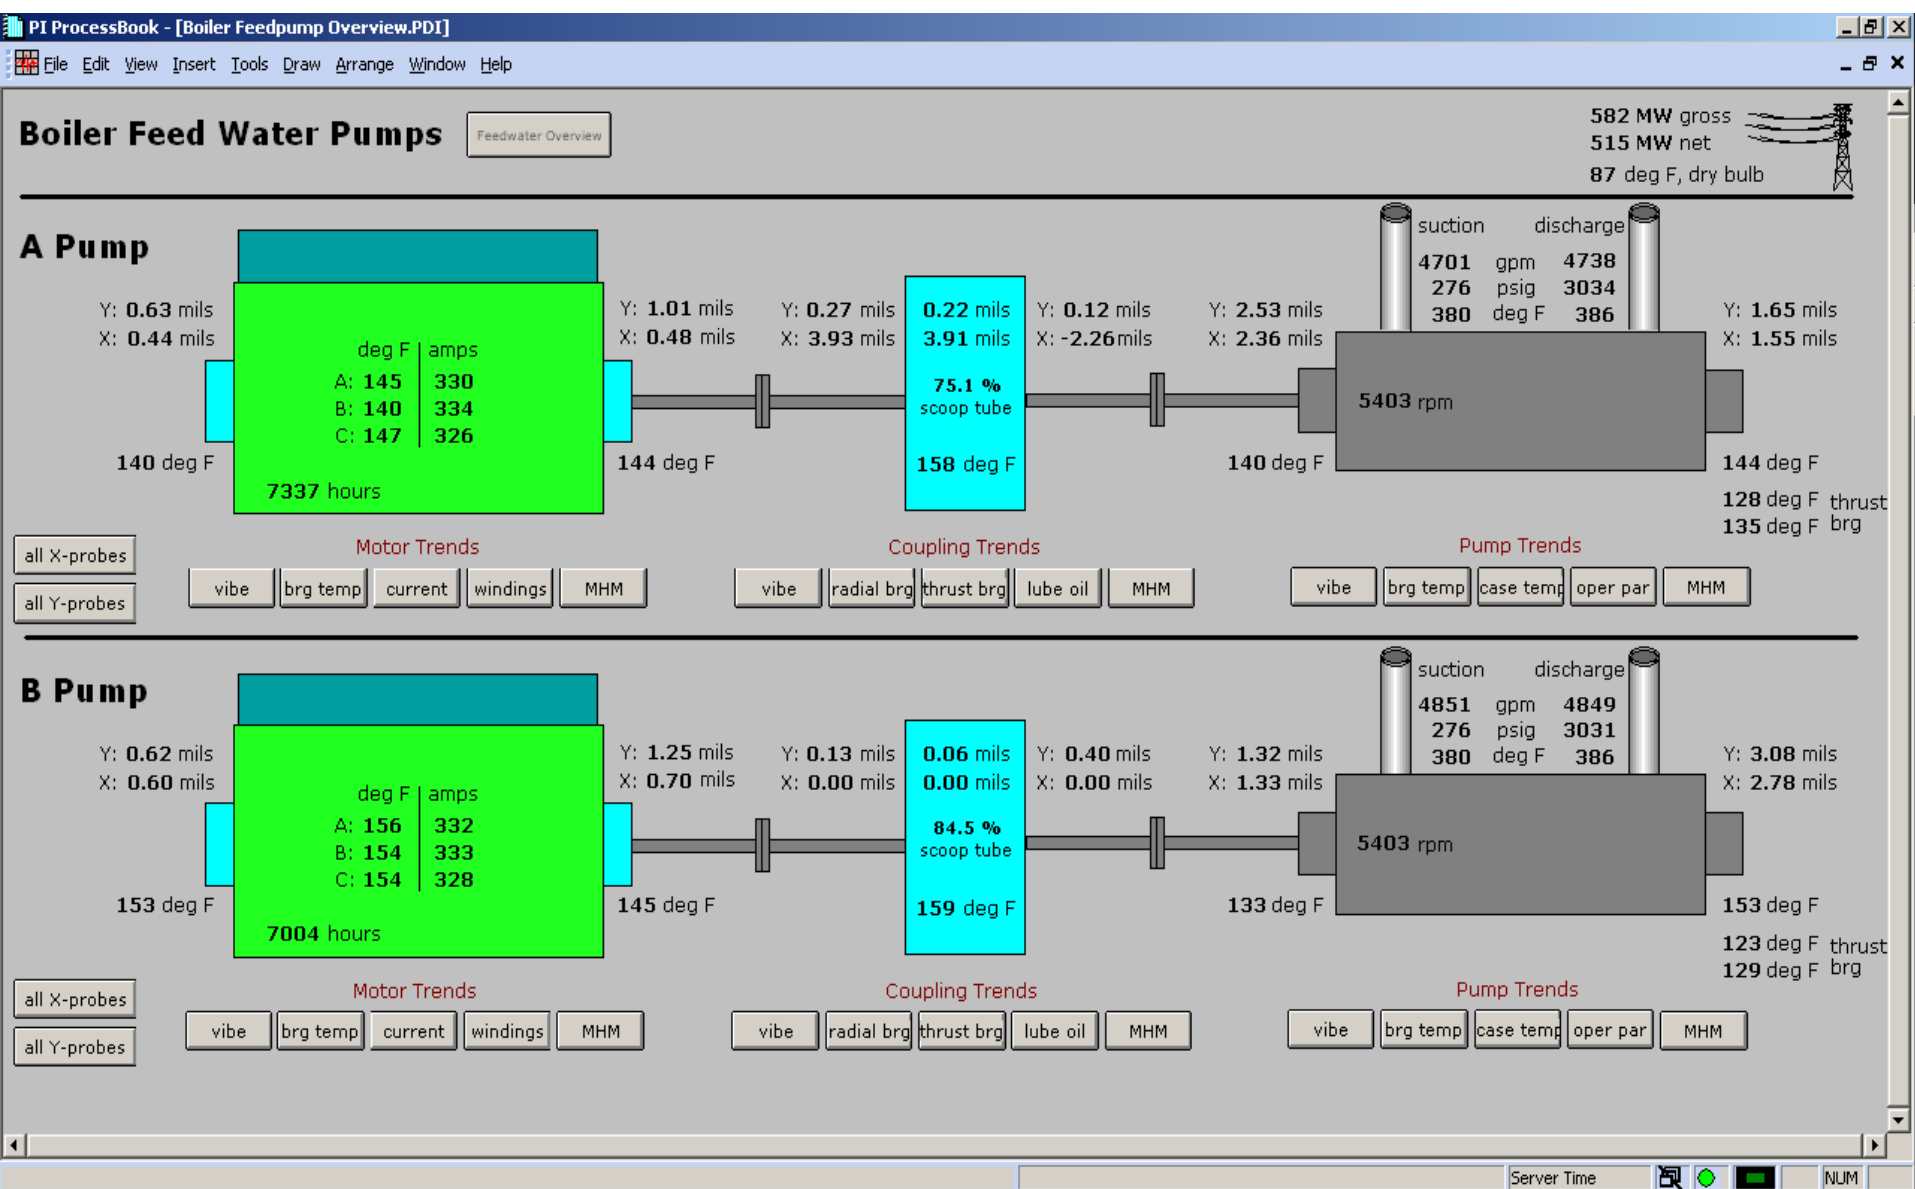 PI ProcessBook - [Boiler Feedpump Overview.PDI]
File Edit View Insert Tools Draw Arrange Window Help
Boiler Feed Water Pumps
Feedwater Overview
582 MW gross
515 MW net
87 deg F, dry bulb
A Pump
suction discharge
4701 gpm 4738
276 psig 3034
380 deg F 386
Y: 0.63 mils
X: 0.44 mils
Y: 1.01 mils
X: 0.48 mils
Y: 0.27 mils
X: 3.93 mils
0.22 mils
3.91 mils
Y: 0.12 mils
X: -2.26 mils
Y: 2.53 mils
X: 2.36 mils
Y: 1.65 mils
X: 1.55 mils
deg F amps
A: 145 330
B: 140 334
C: 147 326
75.1 %
scoop tube
5403 rpm
140 deg F
144 deg F
158 deg F
140 deg F
144 deg F
7337 hours
128 deg F thrust
135 deg F brg
all X-probes
all Y-probes
Motor Trends
vibe brg temp current windings MHM
Coupling Trends
vibe radial brg thrust brg lube oil MHM
Pump Trends
vibe brg temp case temp oper par MHM
B Pump
suction discharge
4851 gpm 4849
276 psig 3031
380 deg F 386
Y: 0.62 mils
X: 0.60 mils
Y: 1.25 mils
X: 0.70 mils
Y: 0.13 mils
X: 0.00 mils
0.06 mils
0.00 mils
Y: 0.40 mils
X: 0.00 mils
Y: 1.32 mils
X: 1.33 mils
Y: 3.08 mils
X: 2.78 mils
deg F amps
A: 156 332
B: 154 333
C: 154 328
84.5 %
scoop tube
5403 rpm
153 deg F
145 deg F
159 deg F
133 deg F
153 deg F
7004 hours
123 deg F thrust
129 deg F brg
all X-probes
all Y-probes
Motor Trends
vibe brg temp current windings MHM
Coupling Trends
vibe radial brg thrust brg lube oil MHM
Pump Trends
vibe brg temp case temp oper par MHM
Server Time NUM